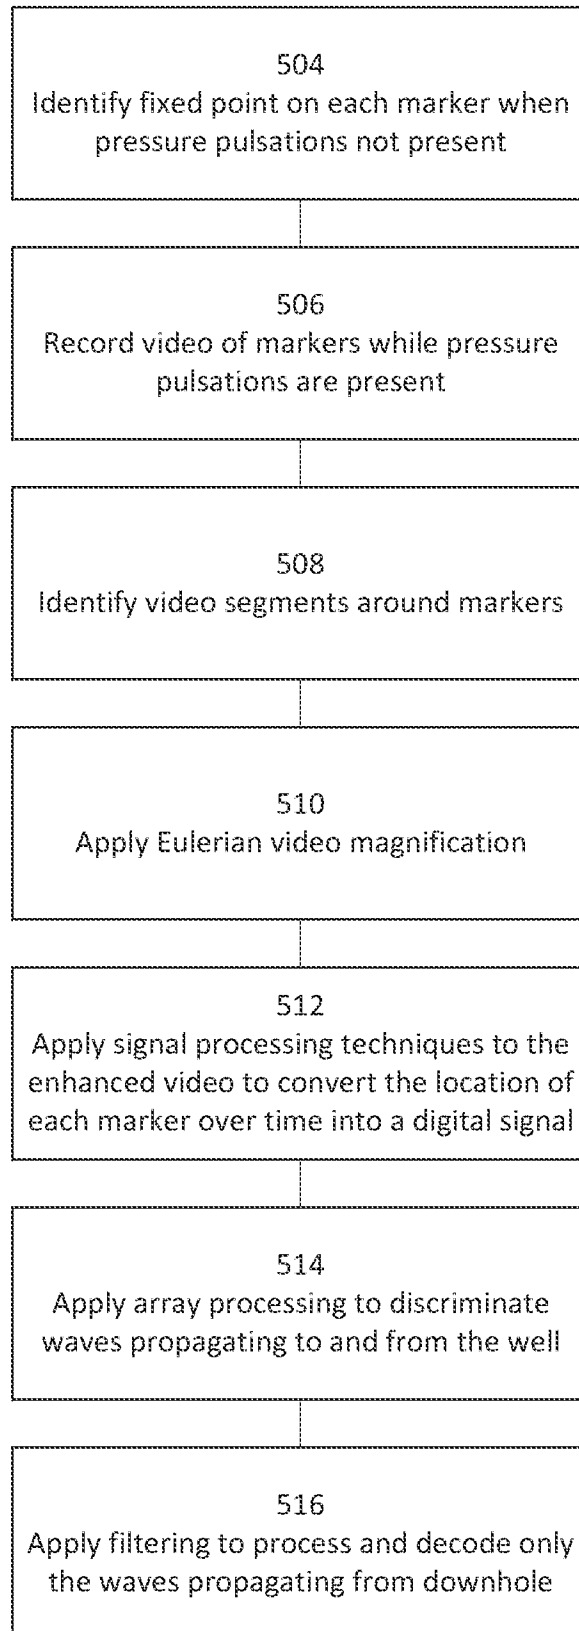 504
Identify fixed point on each marker when
pressure pulsations not present
506
Record video of markers while pressure
pulsations are present
508
Identify video segments around markers
510
Apply Eulerian video magnification
512
Apply signal processing techniques to the
enhanced video to convert the location of
each marker over time into a digital signal
514
Apply array processing to discriminate
waves propagating to and from the well
516
Apply filtering to process and decode only
the waves propagating from downhole